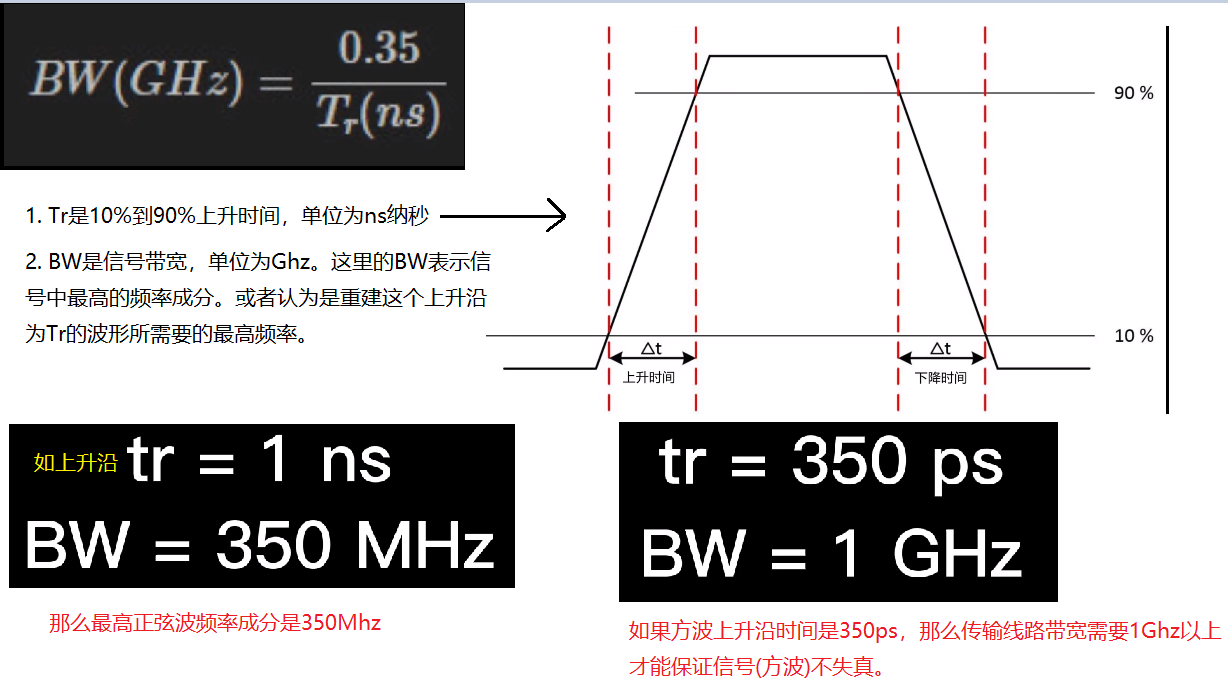 BW(GHz) = 0.35 / Tr(ns)
90 %
1. Tr是10%到90%上升时间，单位为ns纳秒
2. BW是信号带宽，单位为Ghz。这里的BW表示信
号中最高的频率成分。或者认为是重建这个上升沿
为Tr的波形所需要的最高频率。
10 %
Δt
上升时间
Δt
下降时间
如上升沿 tr = 1 ns
BW = 350 MHz
那么最高正弦波频率成分是350Mhz
tr = 350 ps
BW = 1 GHz
如果方波上升沿时间是350ps，那么传输线路带宽需要1Ghz以上
才能保证信号(方波)不失真。